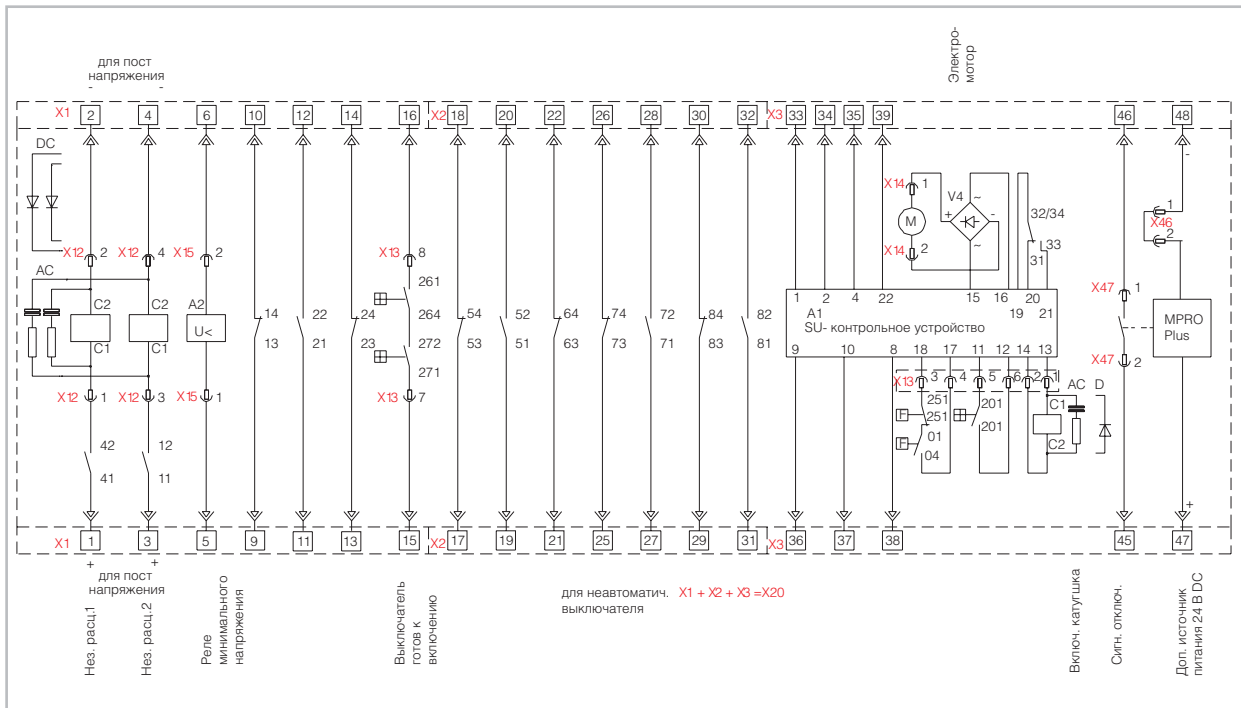 для пост
напряжения
- -
Электро-
мотор
X1 2 4 6 10 12 14 16 X2 18 20 22 26 28 30 32 X3 33 34 35 39 46 48
DC
-
X14 1 V4 ~
+ -
M
X14 2 ~
32/34
33
31
1
X46
2
X12 2 X12 4 X15 2 X13 8
AC
261
264
272
271
C2 C2 A2
U<
C1 C1
14 22 24 54 52 64 74 72 84 82
13 21 23 53 51 63 73 71 83 81
1 2 4 22 15 16 20
19 21
A1
SU- контрольное устройство
9 10 8 18 17 11 12 14 13
X47 1
MPRO
Plus
X47 2
X12 1 X12 3 X15 1 X13 7
X13 3 4 5 6 2 1
AC D
251
251
F
01
04
F
201
201
C1
C2
42 12
41 11
+
X1 1 3 5 9 11 13 15 X2 17 19 21 25 27 29 31 X3 36 37 38 45 47
+ +
для пост
напряжения
для неавтоматич. X1 + X2 + X3 =X20
выключателя
Нез. расц.1
Нез. расц.2
Реле
минимального
напряжения
Выключатель
готов к
включению
Включ. катугшка
Сигн. отключ.
Доп. источник
питания 24 В DC